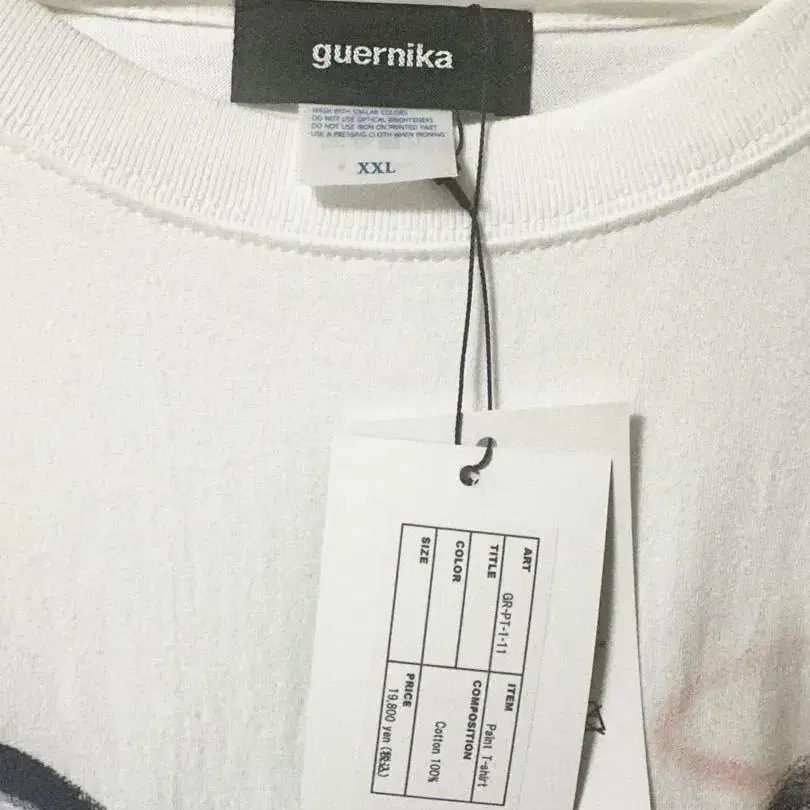 guernika
WASH WITH SIMILAR COLORS
DO NOT USE OPTICAL BRIGHTENERS
DO NOT USE IRON ON PRINTED PART
USE A PRESSING CLOTH WHEN IRONING
XXL
ART GR-PT-1-11 ITEM Paint T-shirt
TITLE COMPOSITION Cotton 100%
COLOR
SIZE PRICE 19,800 yen (税込)